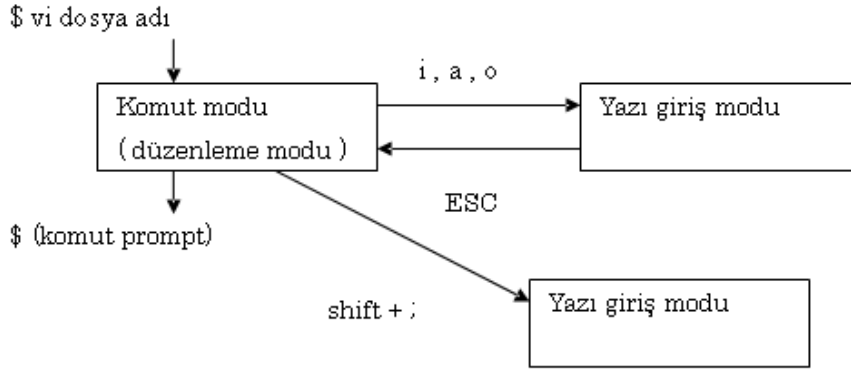 $ vi dosya adı
i , a , o
Komut modu
( düzenleme modu )
Yazı giriş modu
ESC
$ (komut prompt)
shift + ;
Yazı giriş modu